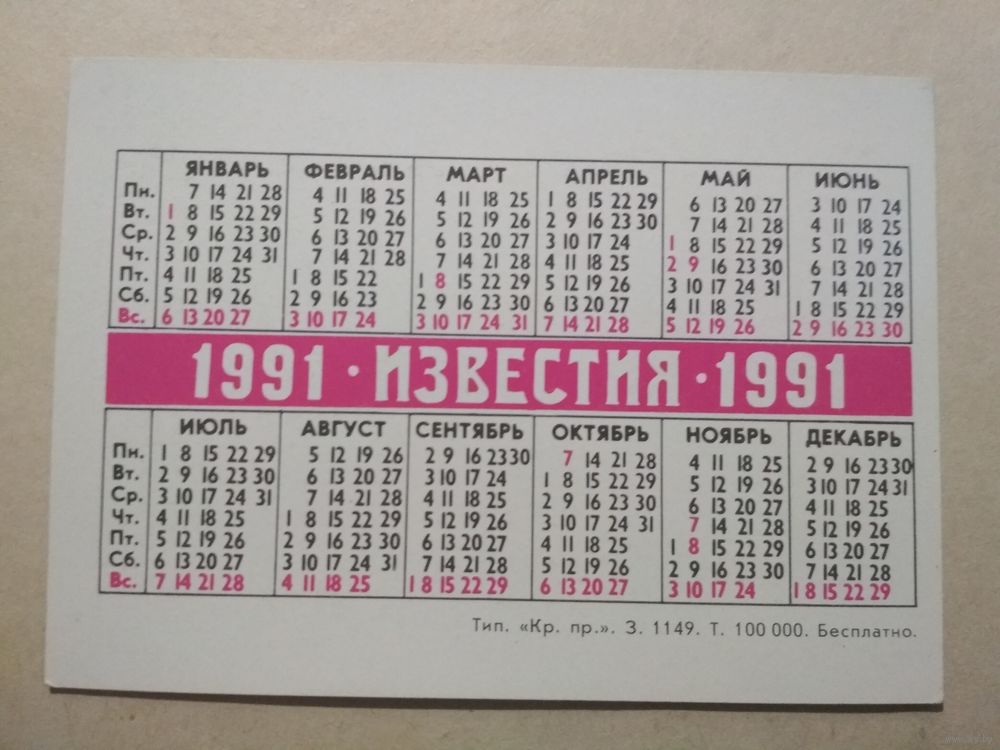 ЯНВАРЬ ФЕВРАЛЬ МАРТ АПРЕЛЬ МАЙ ИЮНЬ
Пн. 7 14 21 28 4 11 18 25 4 11 18 25 1 8 15 22 29 6 13 20 27 3 10 17 24
Вт. 1 8 15 22 29 5 12 19 26 5 12 19 26 2 9 16 23 30 7 14 21 28 4 11 18 25
Ср. 2 9 16 23 30 6 13 20 27 6 13 20 27 3 10 17 24 1 8 15 22 29 5 12 19 26
Чт. 3 10 17 24 31 7 14 21 28 7 14 21 28 4 11 18 25 2 9 16 23 30 6 13 20 27
Пт. 4 11 18 25 1 8 15 22 1 8 15 22 29 5 12 19 26 3 10 17 24 31 7 14 21 28
Сб. 5 12 19 26 2 9 16 23 2 9 16 23 30 6 13 20 27 4 11 18 25 1 8 15 22 29
Вс. 6 13 20 27 3 10 17 24 3 10 17 24 31 7 14 21 28 5 12 19 26 2 9 16 23 30
1991 · ИЗВЕСТИЯ · 1991
ИЮЛЬ АВГУСТ СЕНТЯБРЬ ОКТЯБРЬ НОЯБРЬ ДЕКАБРЬ
Пн. 1 8 15 22 29 5 12 19 26 2 9 16 23 30 7 14 21 28 4 11 18 25 2 9 16 23 30
Вт. 2 9 16 23 30 6 13 20 27 3 10 17 24 1 8 15 22 29 5 12 19 26 3 10 17 24 31
Ср. 3 10 17 24 31 7 14 21 28 4 11 18 25 2 9 16 23 30 6 13 20 27 4 11 18 25
Чт. 4 11 18 25 1 8 15 22 29 5 12 19 26 3 10 17 24 31 7 14 21 28 5 12 19 26
Пт. 5 12 19 26 2 9 16 23 30 6 13 20 27 4 11 18 25 1 8 15 22 29 6 13 20 27
Сб. 6 13 20 27 3 10 17 24 31 7 14 21 28 5 12 19 26 2 9 16 23 30 7 14 21 28
Вс. 7 14 21 28 4 11 18 25 1 8 15 22 29 6 13 20 27 3 10 17 24 1 8 15 22 29
Тип. «Кр. пр.». З. 1149. Т. 100 000. Бесплатно.